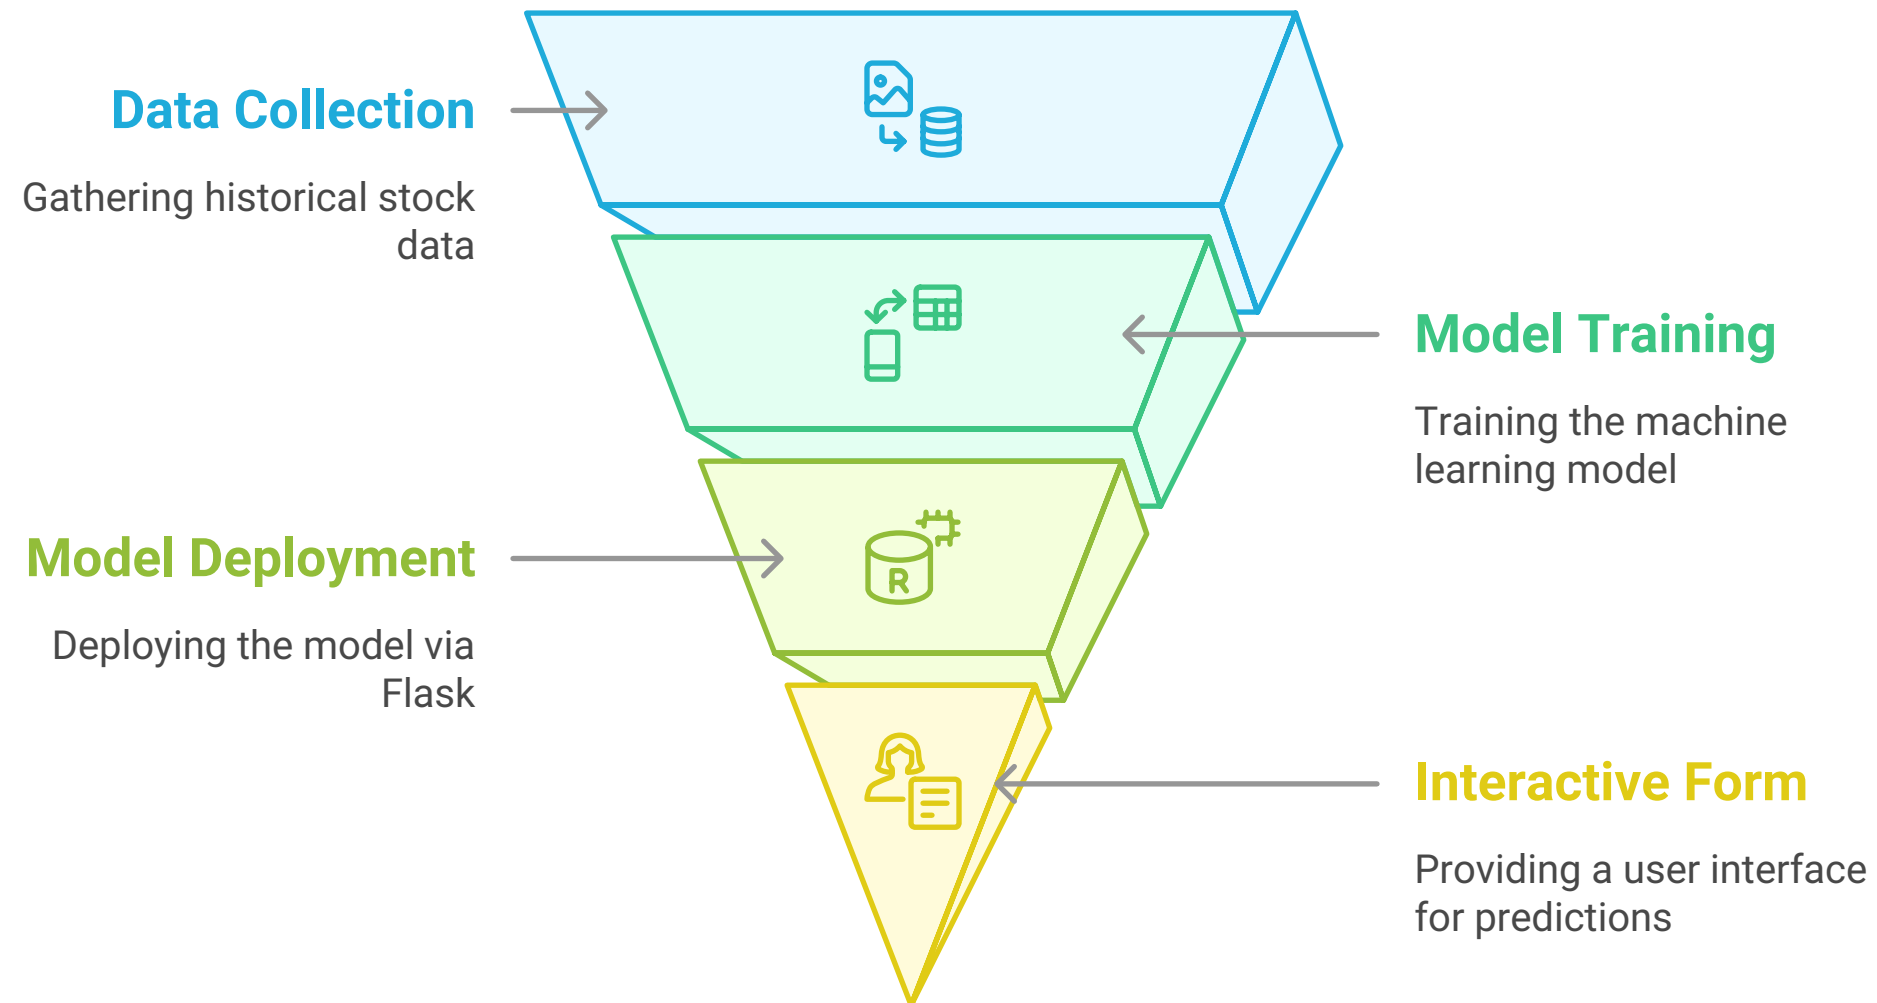 Data Collection
Gathering historical stock
data
Model Training
Training the machine
learning model
R
Model Deployment
Deploying the model via
Flask
Interactive Form
Providing a user interface
for predictions